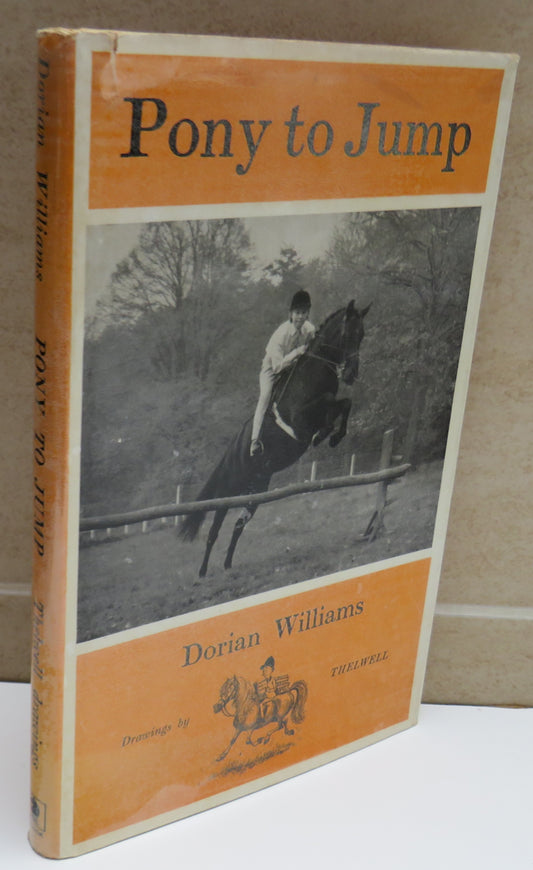 Pony to Jump
Dorian Williams
Drawings by
THELWELL
Dorian Williams PONY TO JUMP Thelwell drawings